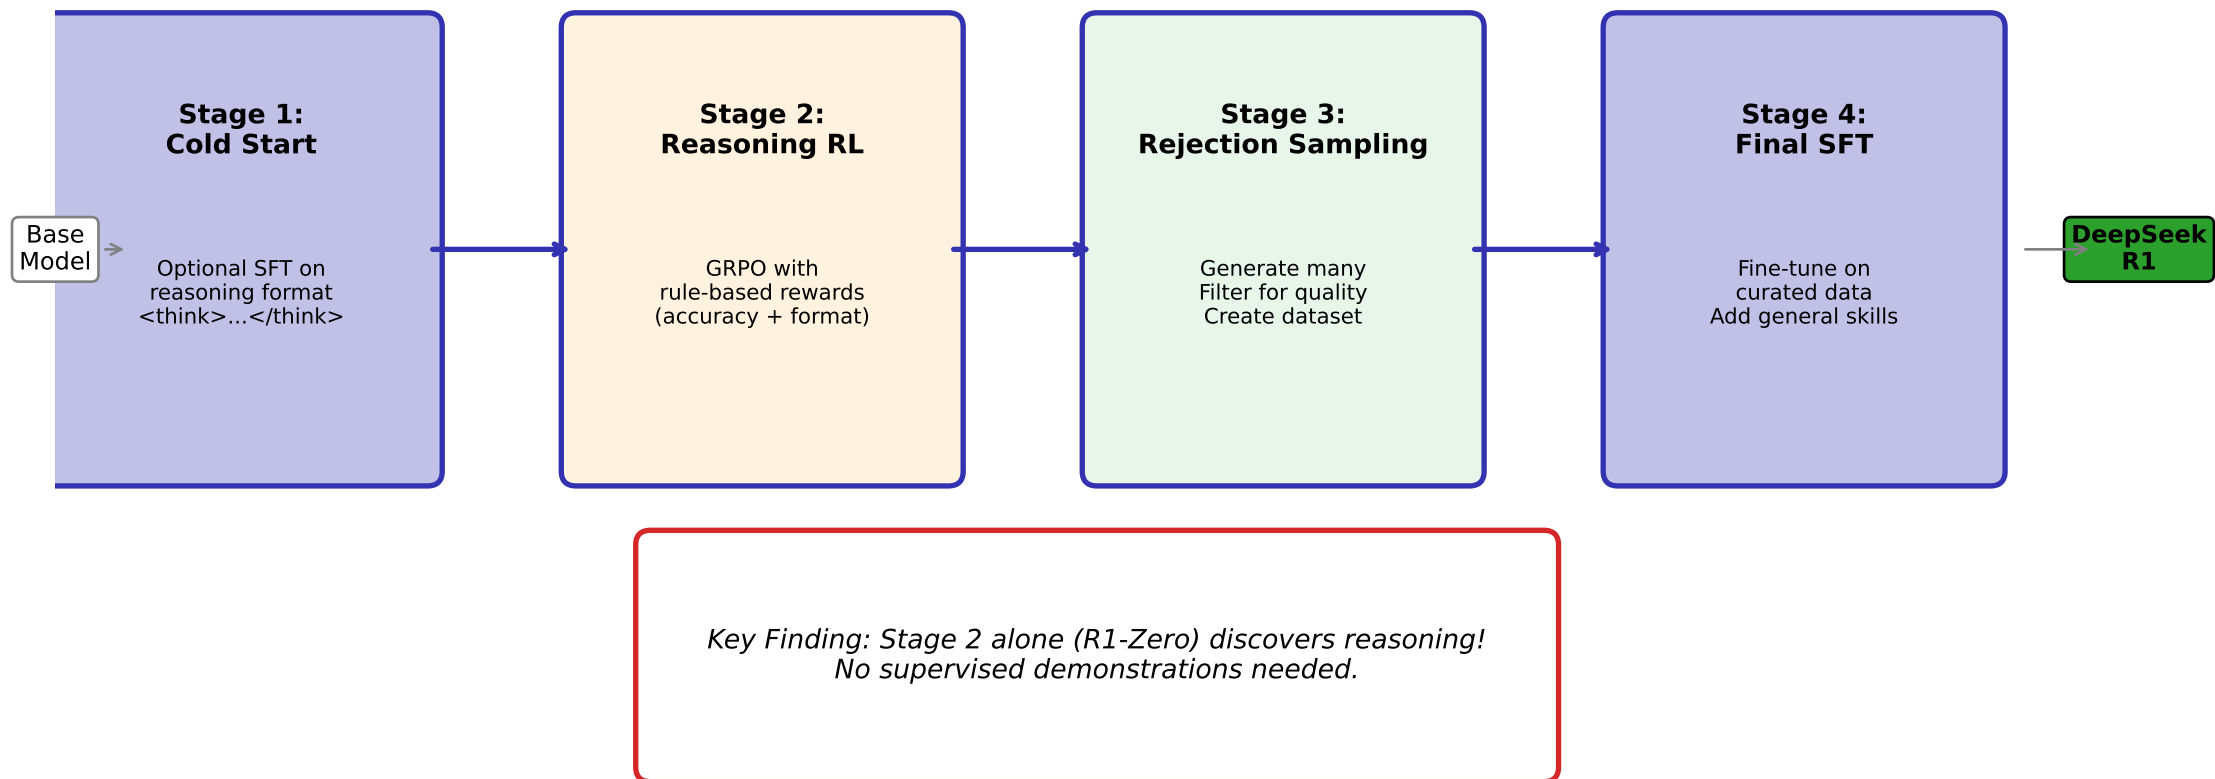 Stage 1:
Cold Start
Stage 2:
Reasoning RL
Stage 3:
Rejection Sampling
Stage 4:
Final SFT
Base
Model
Optional SFT on
reasoning format
<think>...</think>
GRPO with
rule-based rewards
(accuracy + format)
Generate many
Filter for quality
Create dataset
Fine-tune on
curated data
Add general skills
DeepSeek
R1
Key Finding: Stage 2 alone (R1-Zero) discovers reasoning!
No supervised demonstrations needed.